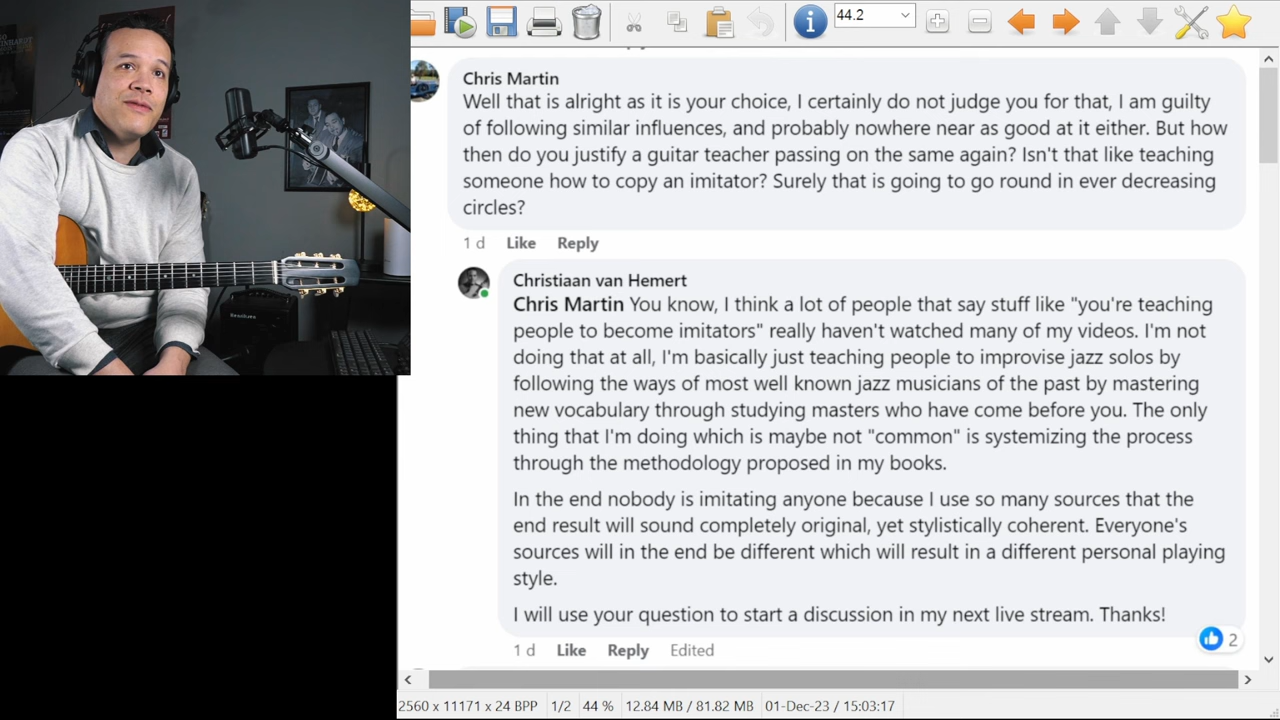 44.2
Chris Martin
Well that is alright as it is your choice, I certainly do not judge you for that, I am guilty
of following similar influences, and probably nowhere near as good at it either. But how
then do you justify a guitar teacher passing on the same again? Isn't that like teaching
someone how to copy an imitator? Surely that is going to go round in ever decreasing
circles?
1 d Like Reply
Christiaan van Hemert
Chris Martin You know, I think a lot of people that say stuff like "you're teaching
people to become imitators" really haven't watched many of my videos. I'm not
doing that at all, I'm basically just teaching people to improvise jazz solos by
following the ways of most well known jazz musicians of the past by mastering
new vocabulary through studying masters who have come before you. The only
thing that I'm doing which is maybe not "common" is systemizing the process
through the methodology proposed in my books.
In the end nobody is imitating anyone because I use so many sources that the
end result will sound completely original, yet stylistically coherent. Everyone's
sources will in the end be different which will result in a different personal playing
style.
I will use your question to start a discussion in my next live stream. Thanks!
2
1 d Like Reply Edited
2560 x 11171 x 24 BPP 1/2 44 % 12.84 MB / 81.82 MB 01-Dec-23 / 15:03:17